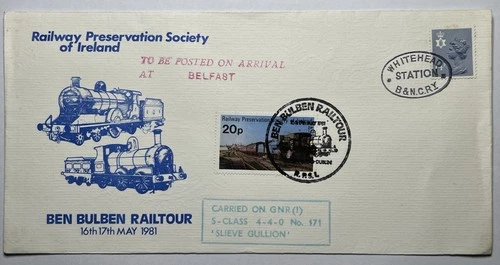 Railway Preservation Society
of Ireland
TO BE POSTED ON ARRIVAL
AT BELFAST
WHITEHEAD
STATION
B&N.C.RY.
Railway Preservation
20p
BEN BULBEN RAILTOUR
DUBLIN
R.P.S.I.
BEN BULBEN RAILTOUR
16th 17th MAY 1981
CARRIED ON GNR(I)
S-CLASS 4-4-0 No. 171
'SLIEVE GULLION'